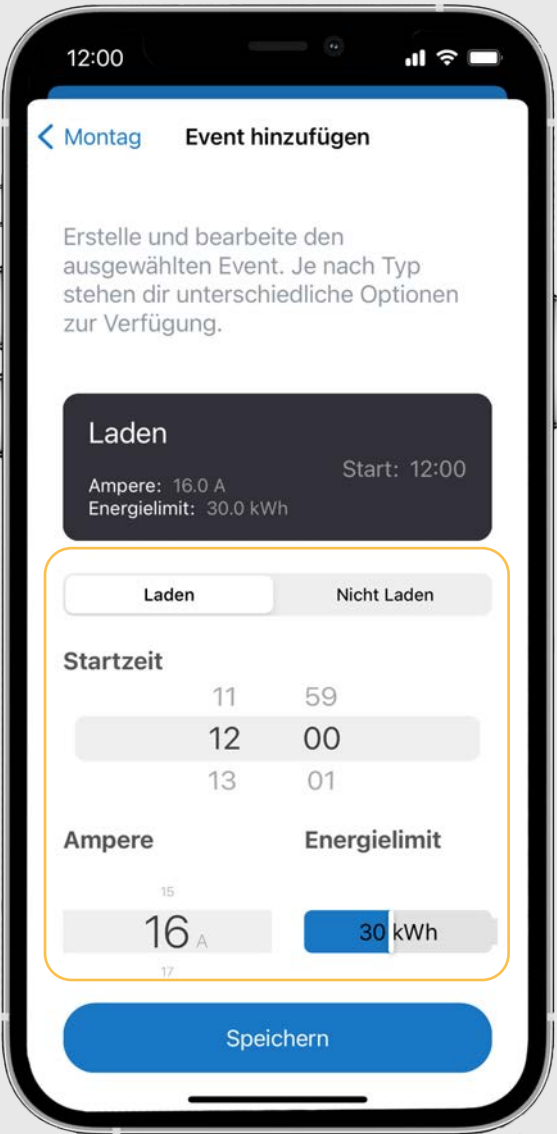 12:00
Montag
Event hinzufügen
Erstelle und bearbeite den
ausgewählten Event. Je nach Typ
stehen dir unterschiedliche Optionen
zur Verfügung.
Laden
Start: 12:00
Ampere: 16.0 A
Energielimit: 30.0 kWh
Laden
Nicht Laden
Startzeit
11 59
12 00
13 01
Ampere
Energielimit
15
16 A
30 kWh
17
Speichern